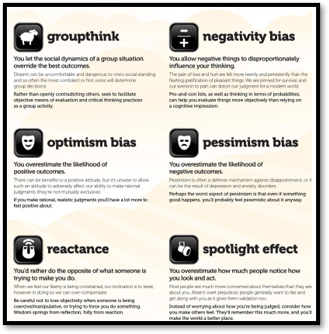 groupthink
You let the social dynamics of a group situation
override the best outcomes.
Dissent can be uncomfortable and dangerous to one's social standing,
and so often the most confident or first voice will determine
group decisions.
Rather than openly contradicting others, seek to facilitate
objective means of evaluation and critical thinking practices
as a group activity.
negativity bias
You allow negative things to disproportionately
influence your thinking.
The pain of loss and hurt are felt more keenly and persistently than the
fleeting gratification of pleasant things. We are primed for survival, and
our aversion to pain can distort our judgment for a modern world.
Pro-and-con lists, as well as thinking in terms of probabilities,
can help you evaluate things more objectively than relying on
a cognitive impression.
optimism bias
You overestimate the likelihood of
positive outcomes.
There can be benefits to a positive attitude, but it's unwise to allow
such an attitude to adversely affect our ability to make rational
judgments (they're not mutually exclusive).
If you make rational, realistic judgments you'll have a lot more to
feel positive about.
pessimism bias
You overestimate the likelihood of
negative outcomes.
Pessimism is often a defense mechanism against disappointment, or it
can be the result of depression and anxiety disorders.
Perhaps the worst aspect of pessimism is that even if something
good happens, you'll probably feel pessimistic about it anyway.
reactance
You'd rather do the opposite of what someone is
trying to make you do.
When we feel our liberty is being constrained, our inclination is to resist,
however in doing so we can over-compensate.
Be careful not to lose objectivity when someone is being
coercive/manipulative, or trying to force you do something.
Wisdom springs from reflection, folly from reaction.
spotlight effect
You overestimate how much people notice how
you look and act.
Most people are much more concerned about themselves than they are
about you. Absent overt prejudices, people generally want to like and
get along with you as it gives them validation too.
Instead of worrying about how you're being judged, consider how
you make others feel. They'll remember this much more, and you'll
make the world a better place.